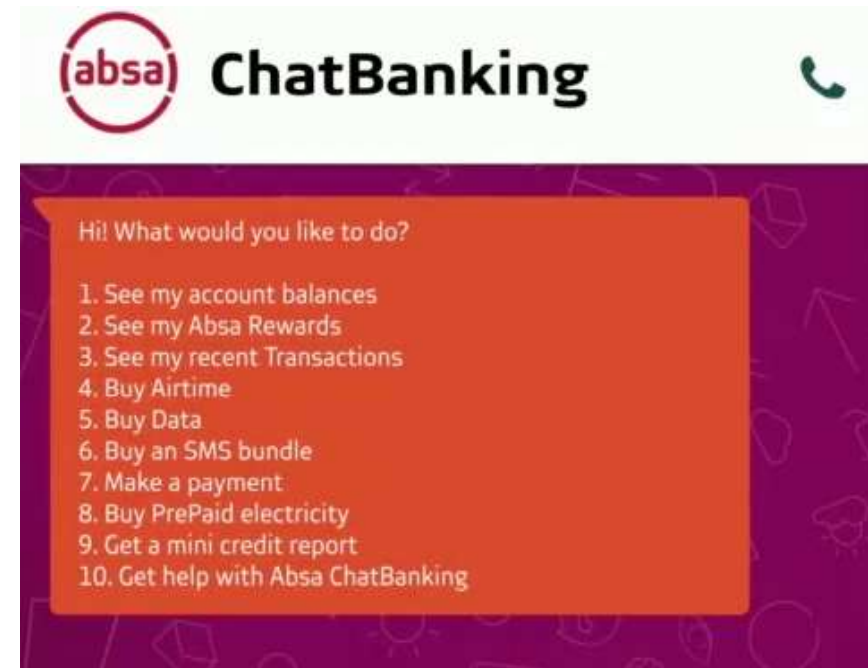 absa ChatBanking
Hi! What would you like to do?
1. See my account balances
2. See my Absa Rewards
3. See my recent Transactions
4. Buy Airtime
5. Buy Data
6. Buy an SMS bundle
7. Make a payment
8. Buy PrePaid electricity
9. Get a mini credit report
10. Get help with Absa ChatBanking